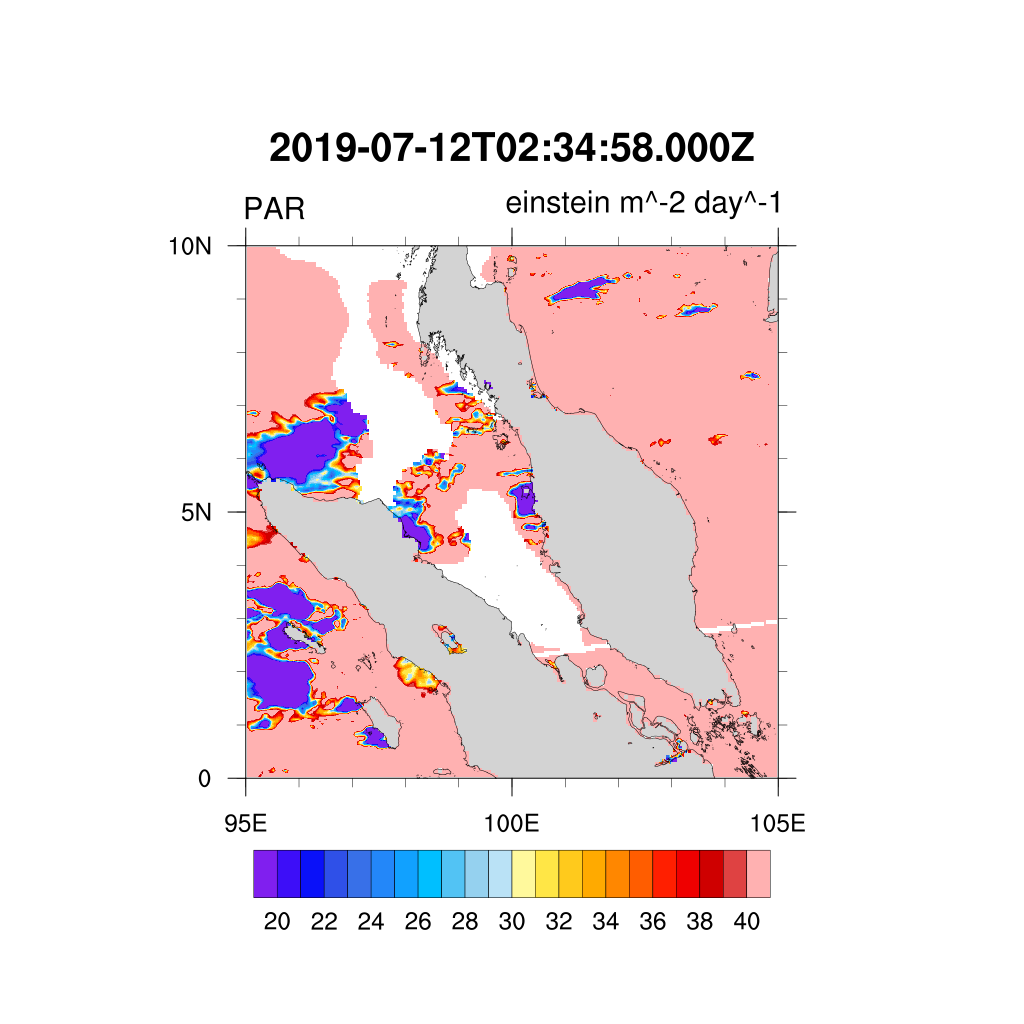 2019-07-12T02:34:58.000Z
PAR einstein m^-2 day^-1
10N
5N
0
95E 100E 105E
20 22 24 26 28 30 32 34 36 38 40